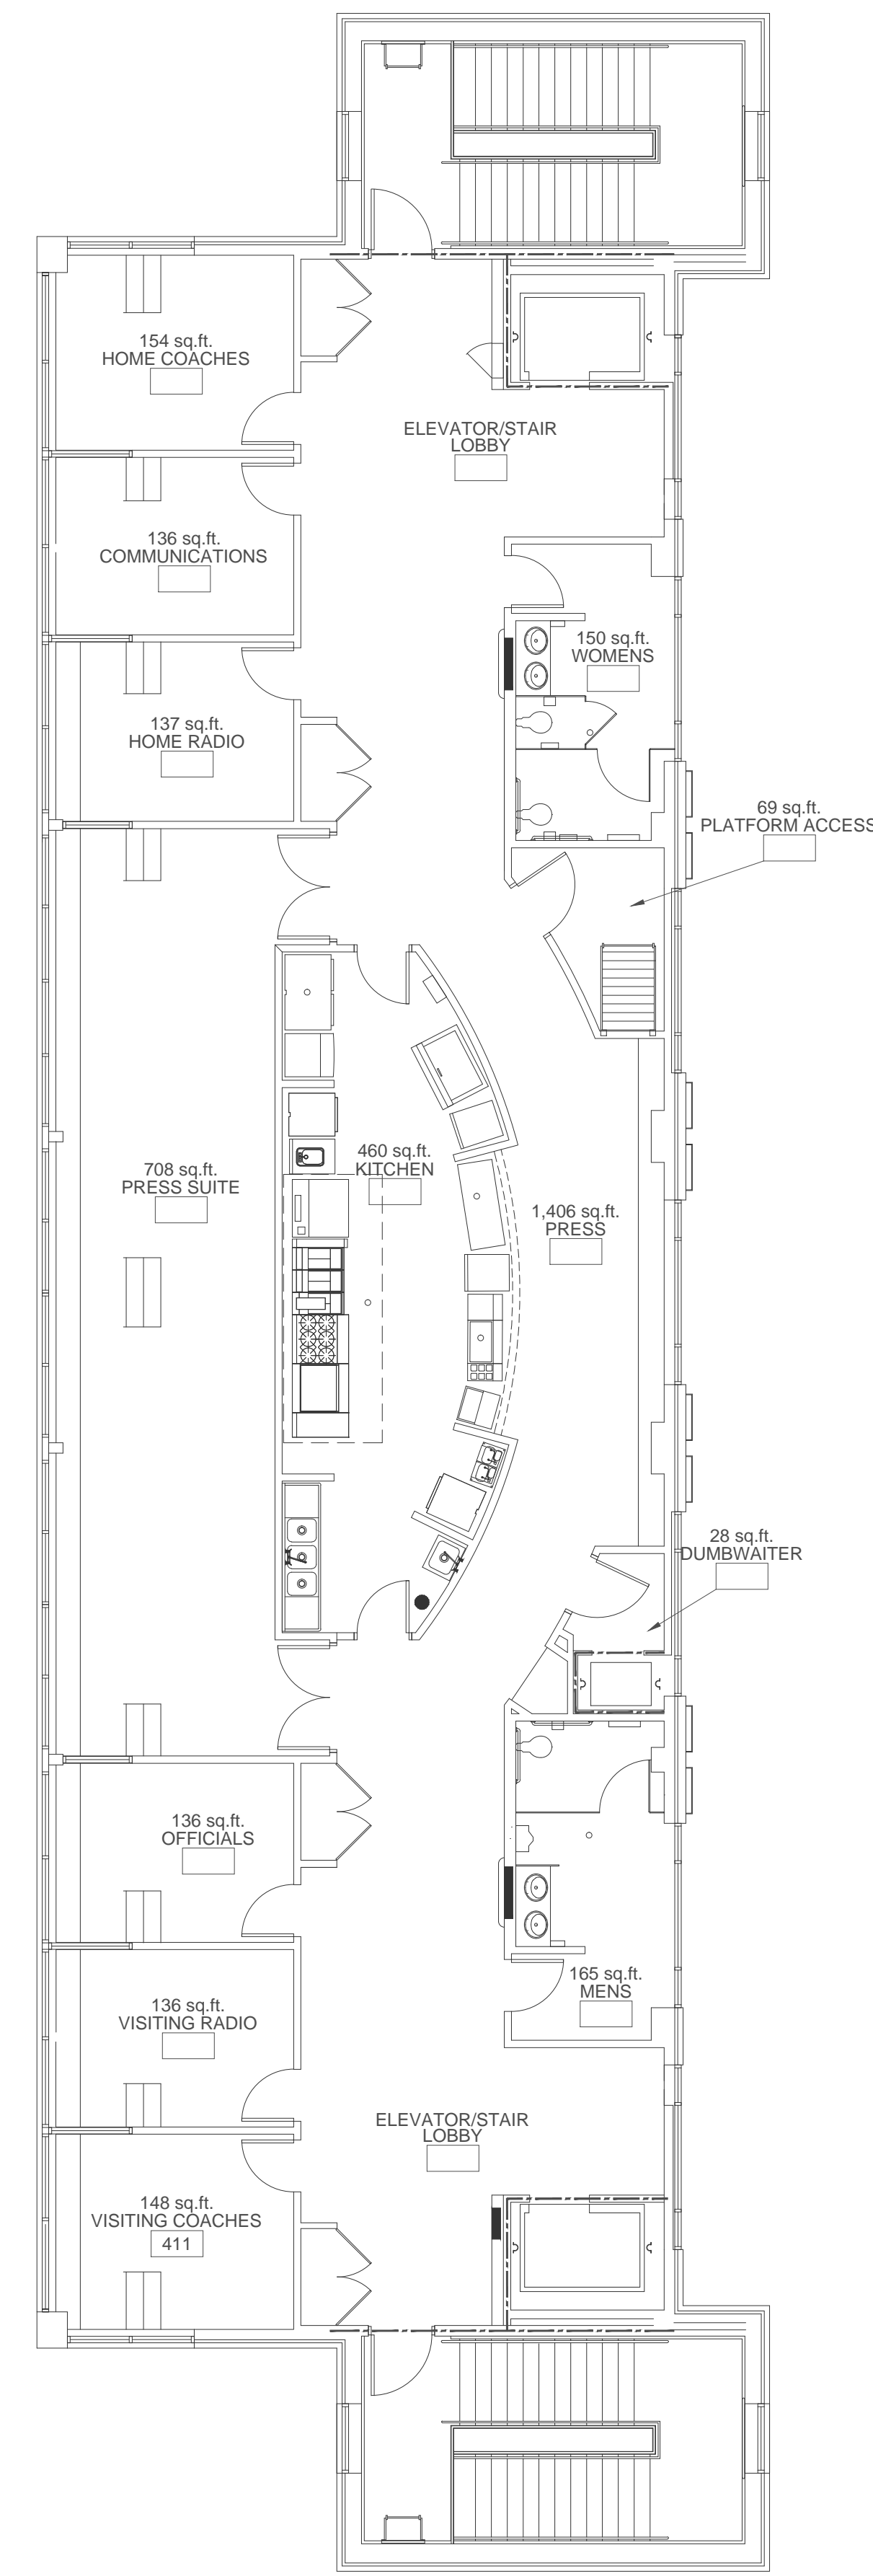 154 sq.ft.
HOME COACHES
ELEVATOR/STAIR
LOBBY
136 sq.ft.
COMMUNICATIONS
150 sq.ft.
WOMENS
137 sq.ft.
HOME RADIO
69 sq.ft.
PLATFORM ACCESS
460 sq.ft.
KITCHEN
708 sq.ft.
PRESS SUITE
1,406 sq.ft.
PRESS
28 sq.ft.
DUMBWAITER
136 sq.ft.
OFFICIALS
165 sq.ft.
MENS
136 sq.ft.
VISITING RADIO
ELEVATOR/STAIR
LOBBY
148 sq.ft.
VISITING COACHES
411